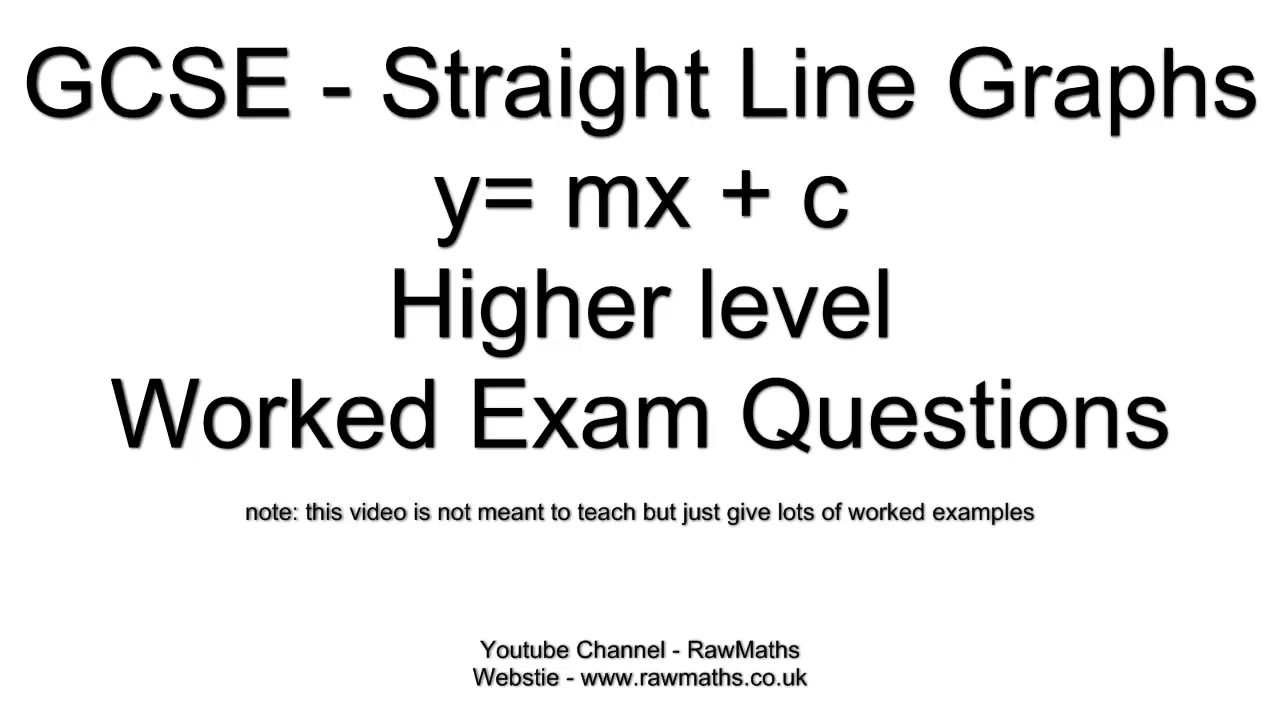 GCSE - Straight Line Graphs
y= mx + c
Higher level
Worked Exam Questions
note: this video is not meant to teach but just give lots of worked examples
Youtube Channel - RawMaths
Webstie - www.rawmaths.co.uk